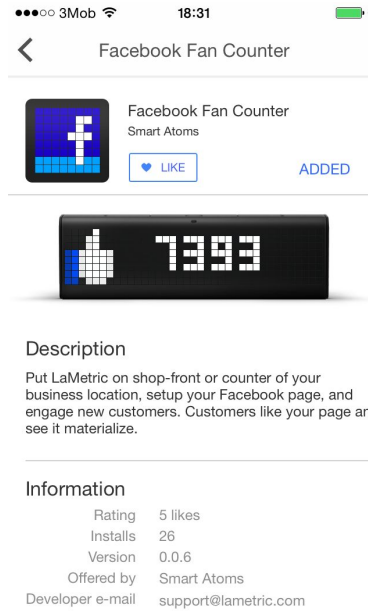 3Mob 18:31
Facebook Fan Counter
Facebook Fan Counter
Smart Atoms
LIKE
ADDED
7393
Description
Put LaMetric on shop-front or counter of your
business location, setup your Facebook page, and
engage new customers. Customers like your page
see it materialize.
Information
Rating 5 likes
Installs 26
Version 0.0.6
Offered by Smart Atoms
Developer e-mail support@lametric.com